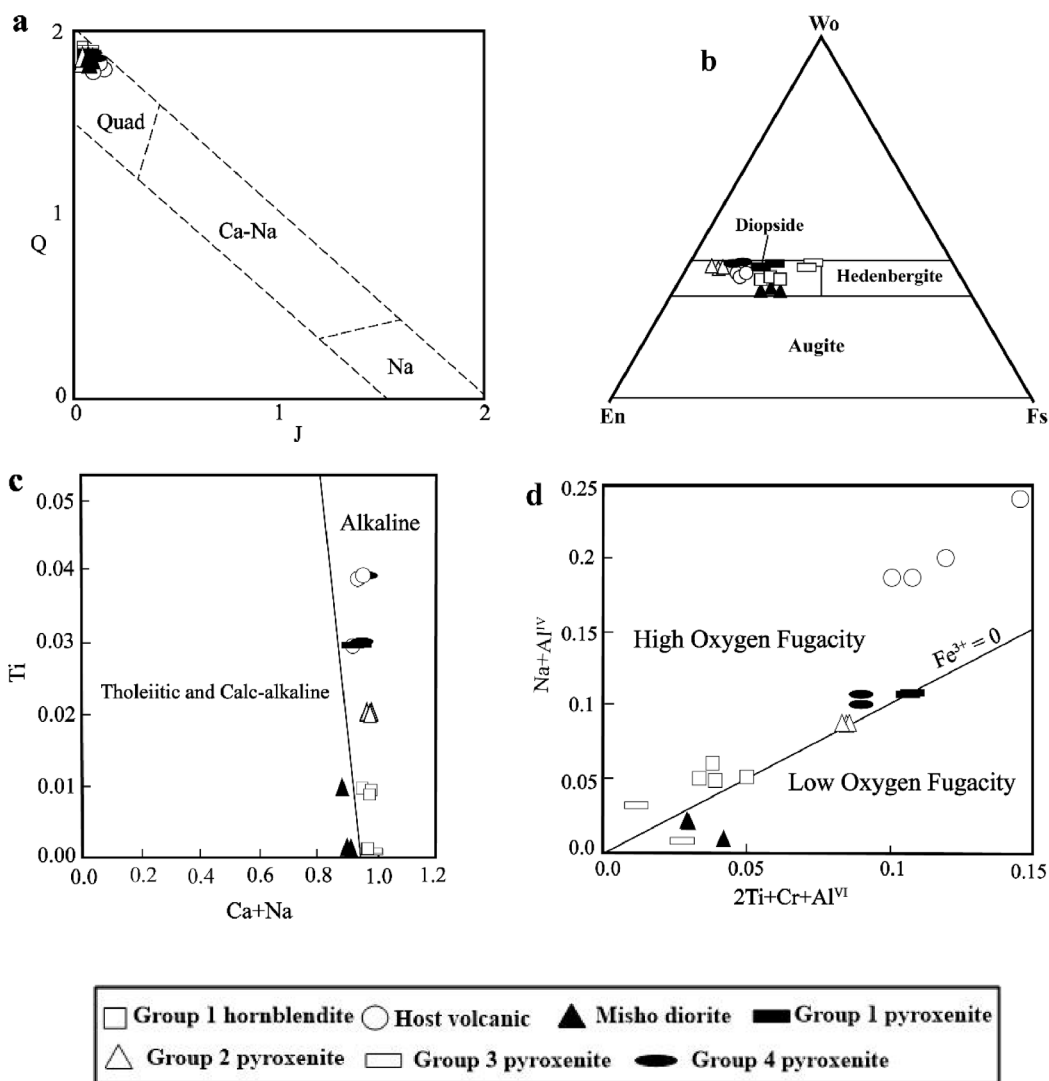 a
2
Quad
1
Ca-Na
Q
Na
0
0
1
2
J
b
Wo
Diopside
Hedenbergite
Augite
En
Fs
c
0.05
Alkaline
0.04
0.03
Ti
Tholeiitic and Calc-alkaline
0.02
0.01
0.00
0.0 0.2 0.4 0.6 0.8 1.0 1.2
Ca+Na
d
0.25
0.20
Na+Al^IV
High Oxygen Fugacity
Fe³⁺ = 0
0.15
0.10
Low Oxygen Fugacity
0.05
0.0
0 0.05 0.1 0.15
2Ti+Cr+Al^VI
Group 1 hornblendite Host volcanic Misho diorite Group 1 pyroxenite
Group 2 pyroxenite Group 3 pyroxenite Group 4 pyroxenite